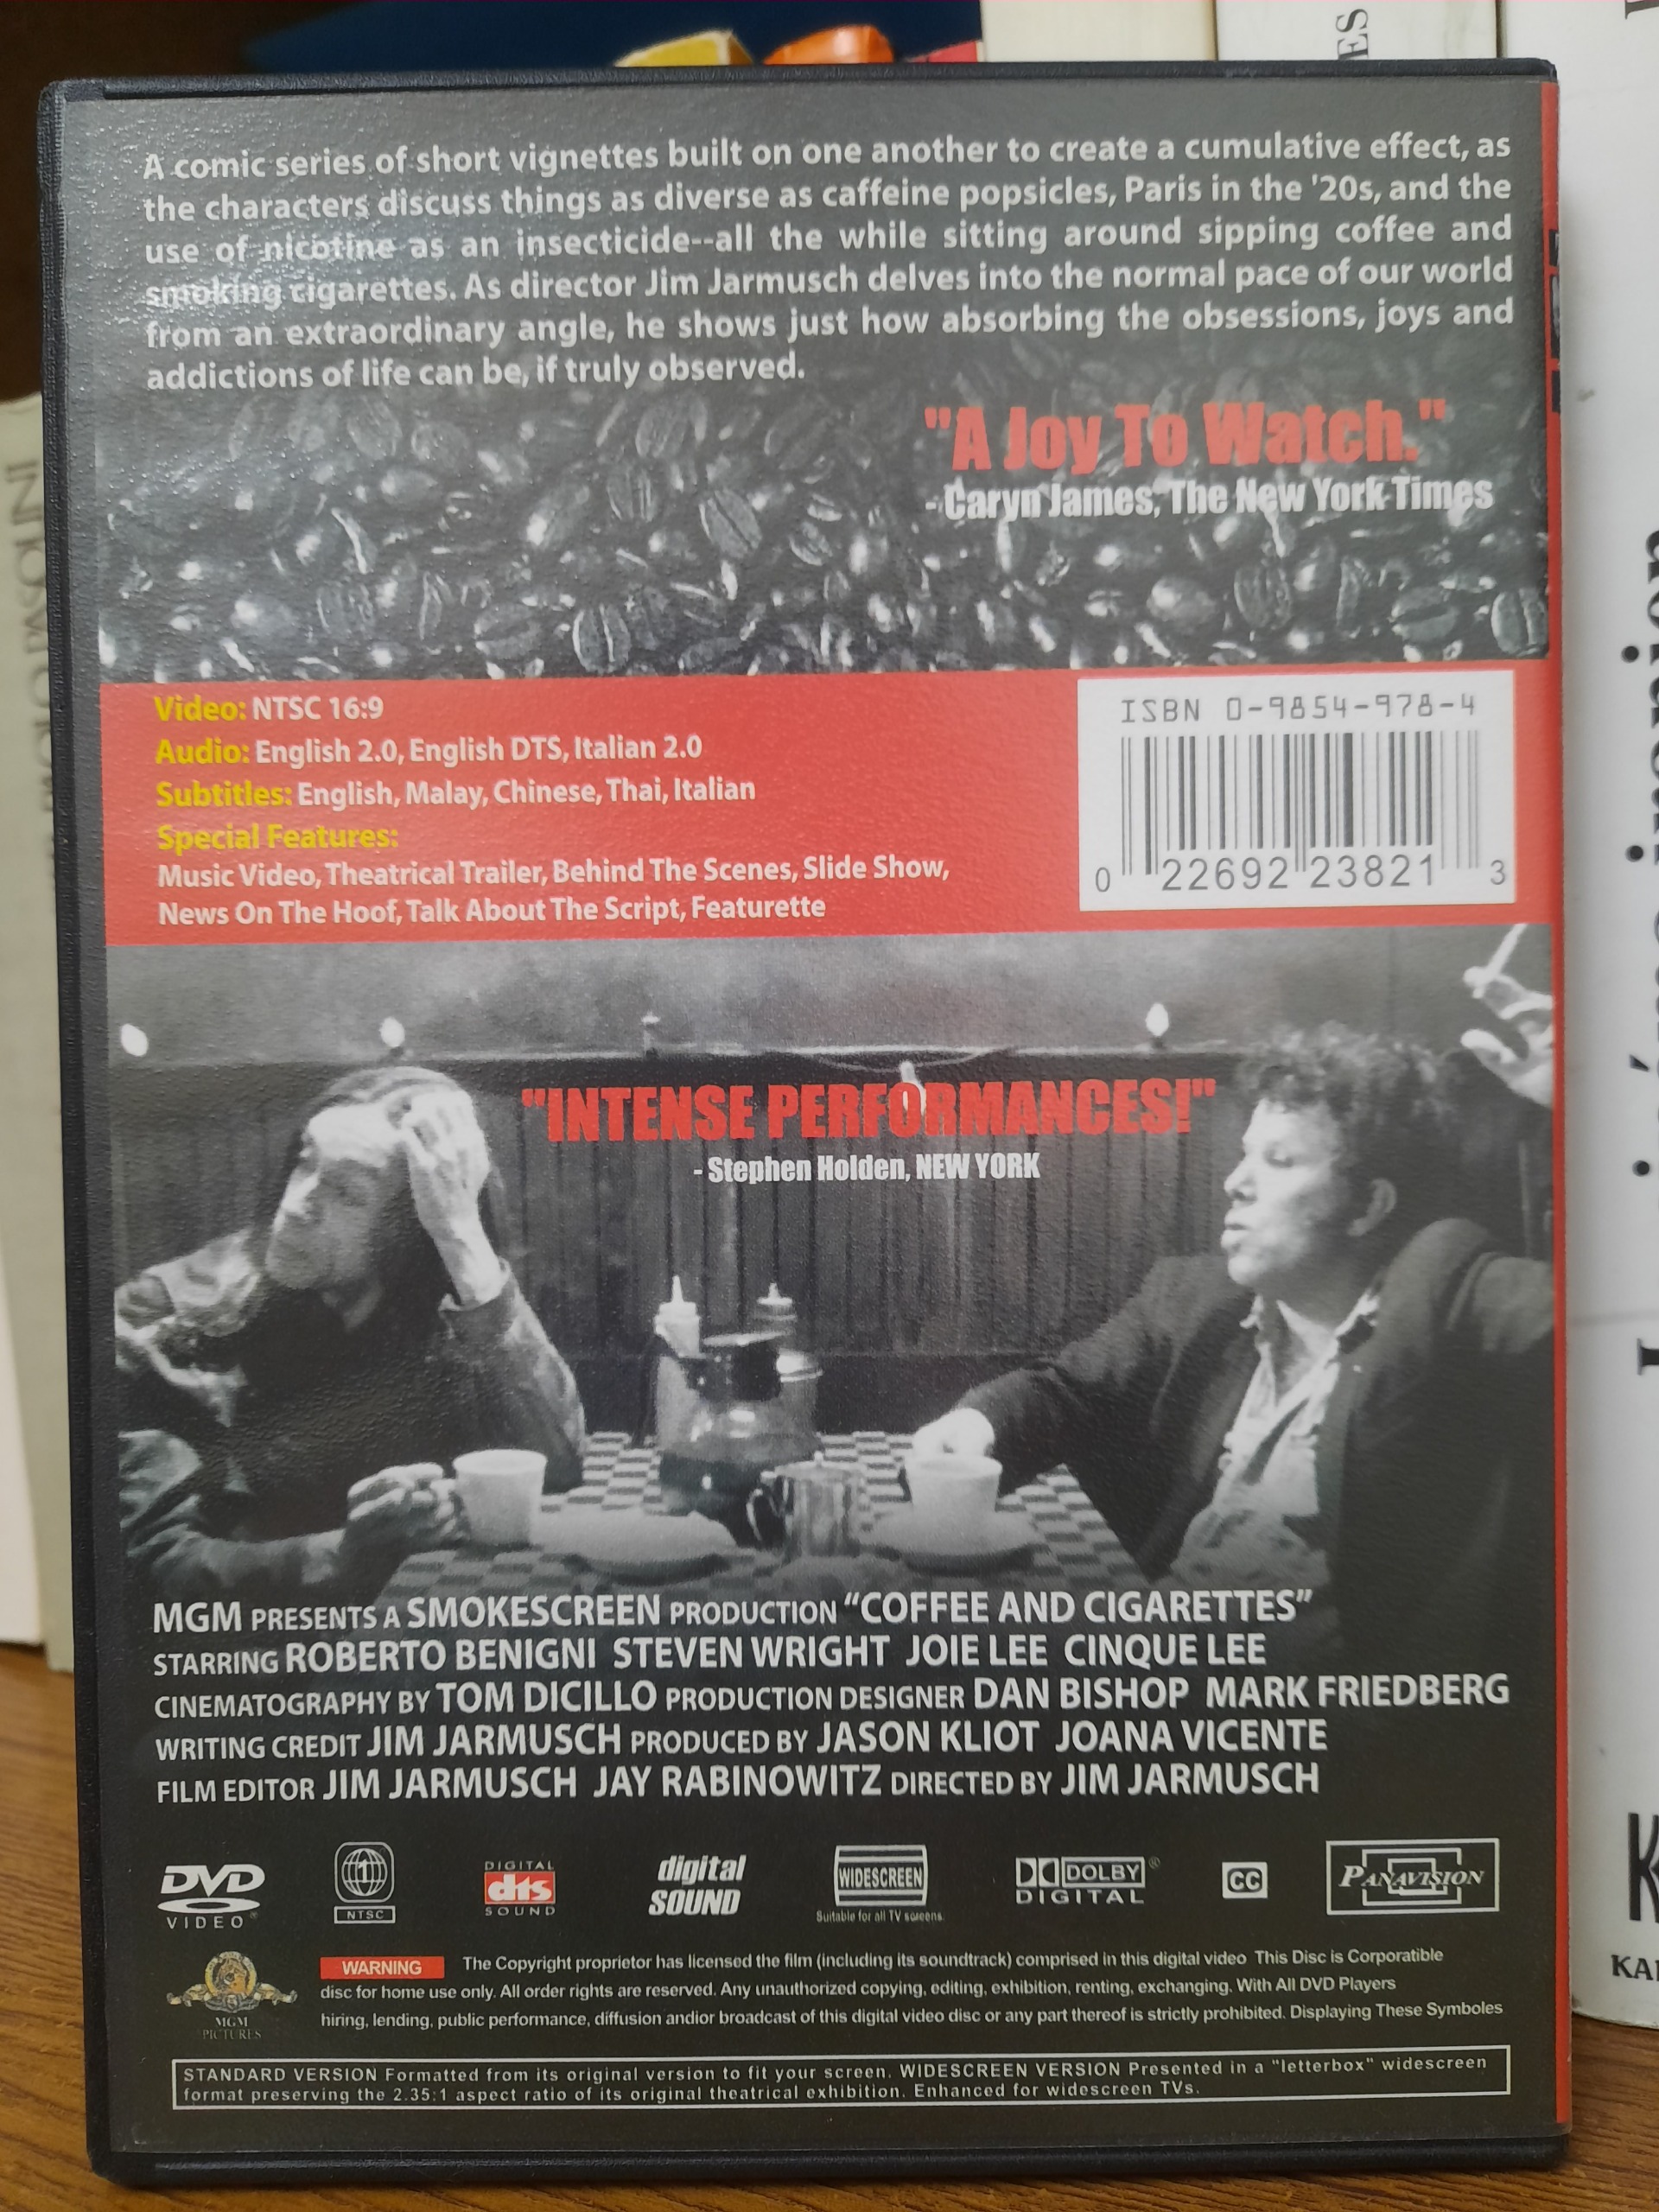 A comic series of short vignettes built on one another to create a cumulative effect, as
the characters discuss things as diverse as caffeine popsicles, Paris in the '20s, and the
use of nicotine as an insecticide--all the while sitting around sipping coffee and
smoking cigarettes. As director Jim Jarmusch delves into the normal pace of our world
from an extraordinary angle, he shows just how absorbing the obsessions, joys and
addictions of life can be, if truly observed.
"A Joy To Watch."
- Caryn James, The New York Times
Video: NTSC 16:9
Audio: English 2.0, English DTS, Italian 2.0
Subtitles: English, Malay, Chinese, Thai, Italian
Special Features:
Music Video, Theatrical Trailer, Behind The Scenes, Slide Show,
News On The Hoof, Talk About The Script, Featurette
ISBN 0-9854-978-4
0 22692 23821 3
"INTENSE PERFORMANCES!"
- Stephen Holden, NEW YORK
MGM PRESENTS A SMOKESCREEN PRODUCTION “COFFEE AND CIGARETTES”
STARRING ROBERTO BENIGNI STEVEN WRIGHT JOIE LEE CINQUE LEE
CINEMATOGRAPHY BY TOM DICILLO PRODUCTION DESIGNER DAN BISHOP MARK FRIEDBERG
WRITING CREDIT JIM JARMUSCH PRODUCED BY JASON KLIOT JOANA VICENTE
FILM EDITOR JIM JARMUSCH JAY RABINOWITZ DIRECTED BY JIM JARMUSCH
DVD
VIDEO
1
NTSC
DIGITAL
dts
SOUND
digital
SOUND
WIDESCREEN
Suitable for all TV screens.
DOLBY
DIGITAL
CC
PANAVISION
MGM
PICTURES
WARNING The Copyright proprietor has licensed the film (including its soundtrack) comprised in this digital video This Disc is Corporatible
disc for home use only. All order rights are reserved. Any unauthorized copying, editing, exhibition, renting, exchanging. With All DVD Players
hiring, lending, public performance, diffusion andior broadcast of this digital video disc or any part thereof is strictly prohibited. Displaying These Symboles
STANDARD VERSION Formatted from its original version to fit your screen. WIDESCREEN VERSION Presented in a "letterbox" widescreen
format preserving the 2.35:1 aspect ratio of its original theatrical exhibition. Enhanced for widescreen TVs.